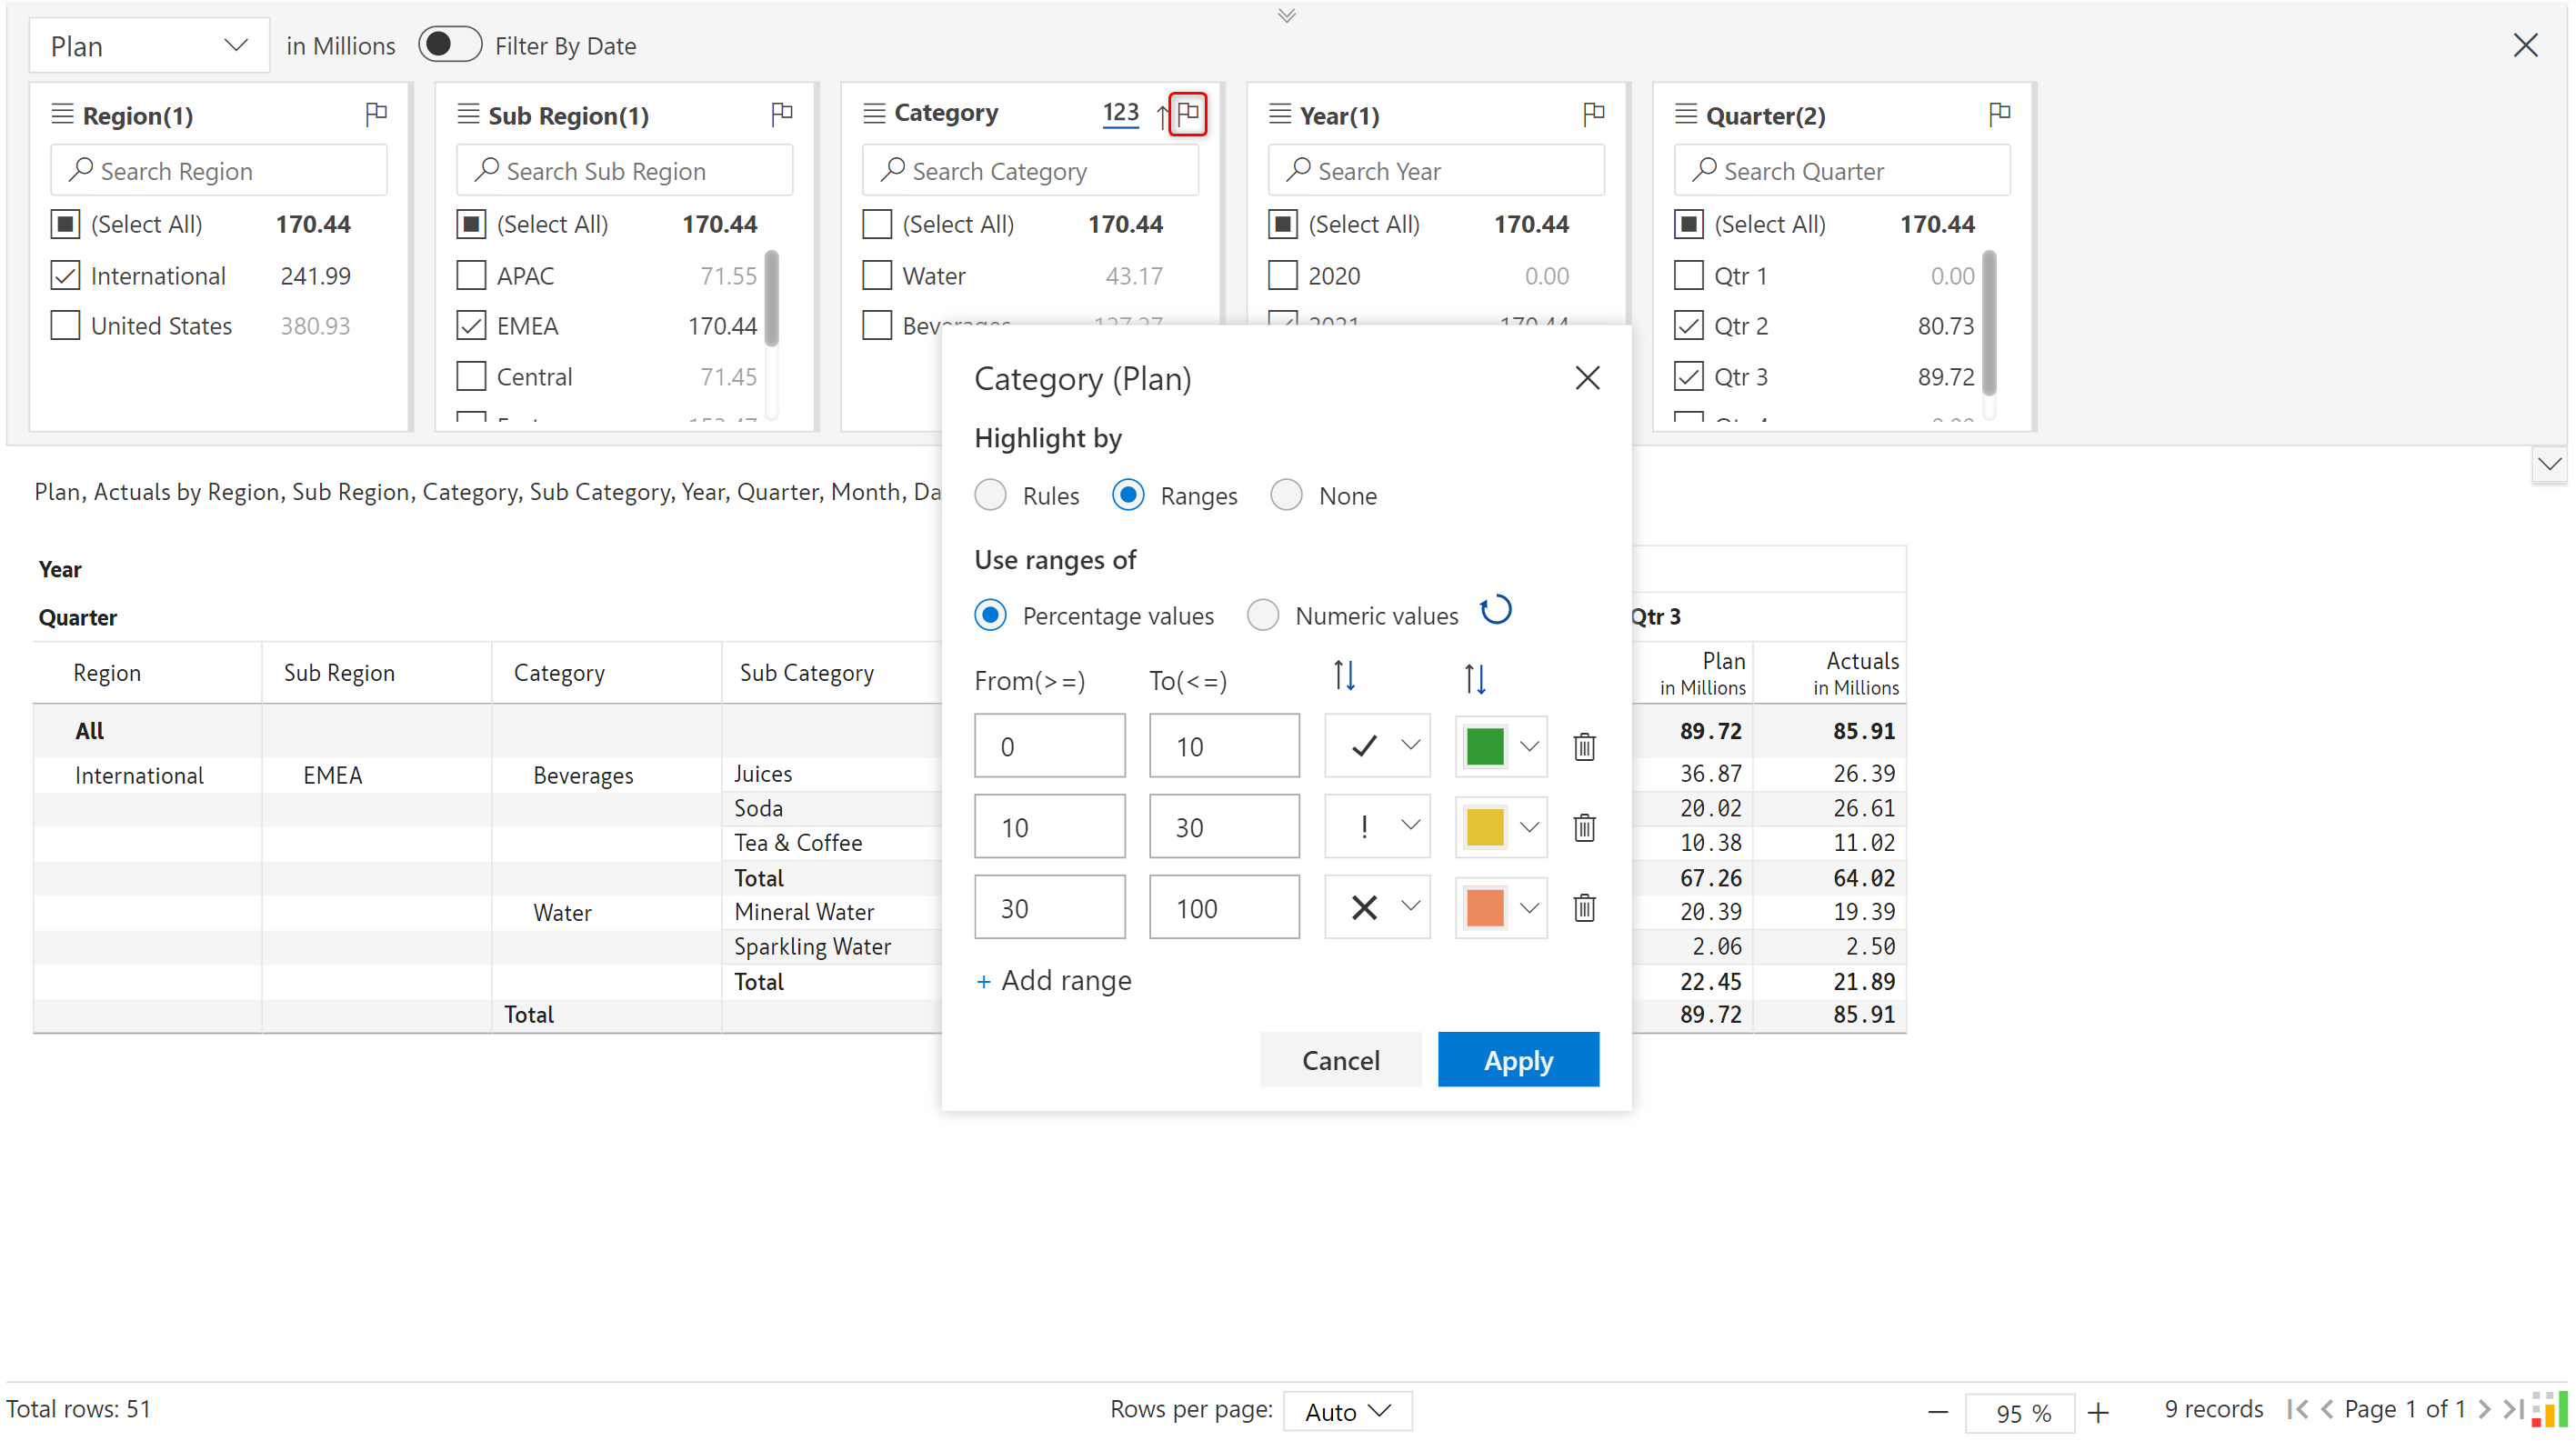 Plan in Millions Filter By Date
Region(1) Sub Region(1) Category 123 Year(1) Quarter(2)
Search Region Search Sub Region Search Category Search Year Search Quarter
(Select All) 170.44 (Select All) 170.44 (Select All) 170.44 (Select All) 170.44 (Select All) 170.44
International 241.99 APAC 71.55 Water 43.17 2020 0.00 Qtr 1 0.00
United States 380.93 EMEA 170.44 Beverages 127.27 2021 170.44 Qtr 2 80.73
Central 71.45 Qtr 3 89.72
Category (Plan)
Highlight by
Rules Ranges None
Use ranges of
Percentage values Numeric values
From(>=) To(<=)
0 10
10 30 !
30 100
+ Add range
Cancel Apply
Plan, Actuals by Region, Sub Region, Category, Sub Category, Year, Quarter, Month, Da
Year
Quarter Qtr 3
Region Sub Region Category Sub Category Plan in Millions Actuals in Millions
All 89.72 85.91
International EMEA Beverages Juices 36.87 26.39
Soda 20.02 26.61
Tea & Coffee 10.38 11.02
Total 67.26 64.02
Water Mineral Water 20.39 19.39
Sparkling Water 2.06 2.50
Total 22.45 21.89
Total 89.72 85.91
Total rows: 51 Rows per page: Auto 95 % 9 records Page 1 of 1